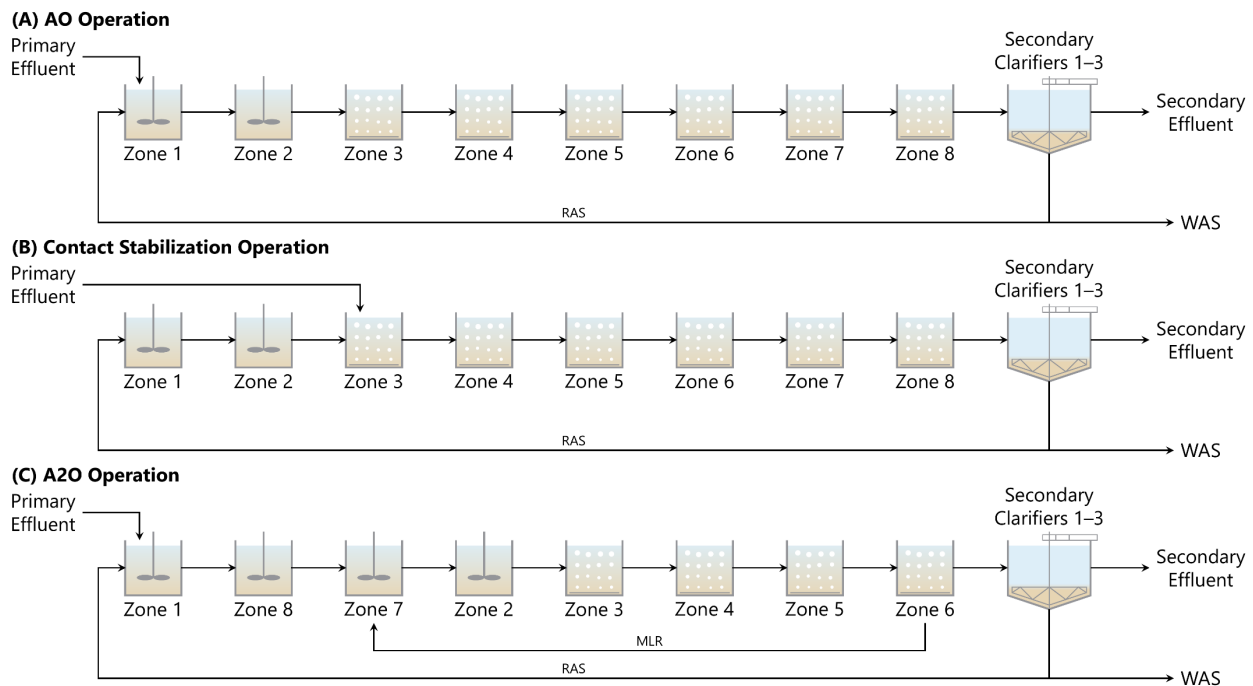 (A) AO Operation
Primary
Effluent
Secondary
Clarifiers 1–3
Secondary
Effluent
Zone 1
Zone 2
Zone 3
Zone 4
Zone 5
Zone 6
Zone 7
Zone 8
RAS
WAS
(B) Contact Stabilization Operation
Primary
Effluent
Secondary
Clarifiers 1–3
Secondary
Effluent
Zone 1
Zone 2
Zone 3
Zone 4
Zone 5
Zone 6
Zone 7
Zone 8
RAS
WAS
(C) A2O Operation
Primary
Effluent
Secondary
Clarifiers 1–3
Secondary
Effluent
Zone 1
Zone 8
Zone 7
Zone 2
Zone 3
Zone 4
Zone 5
Zone 6
MLR
RAS
WAS